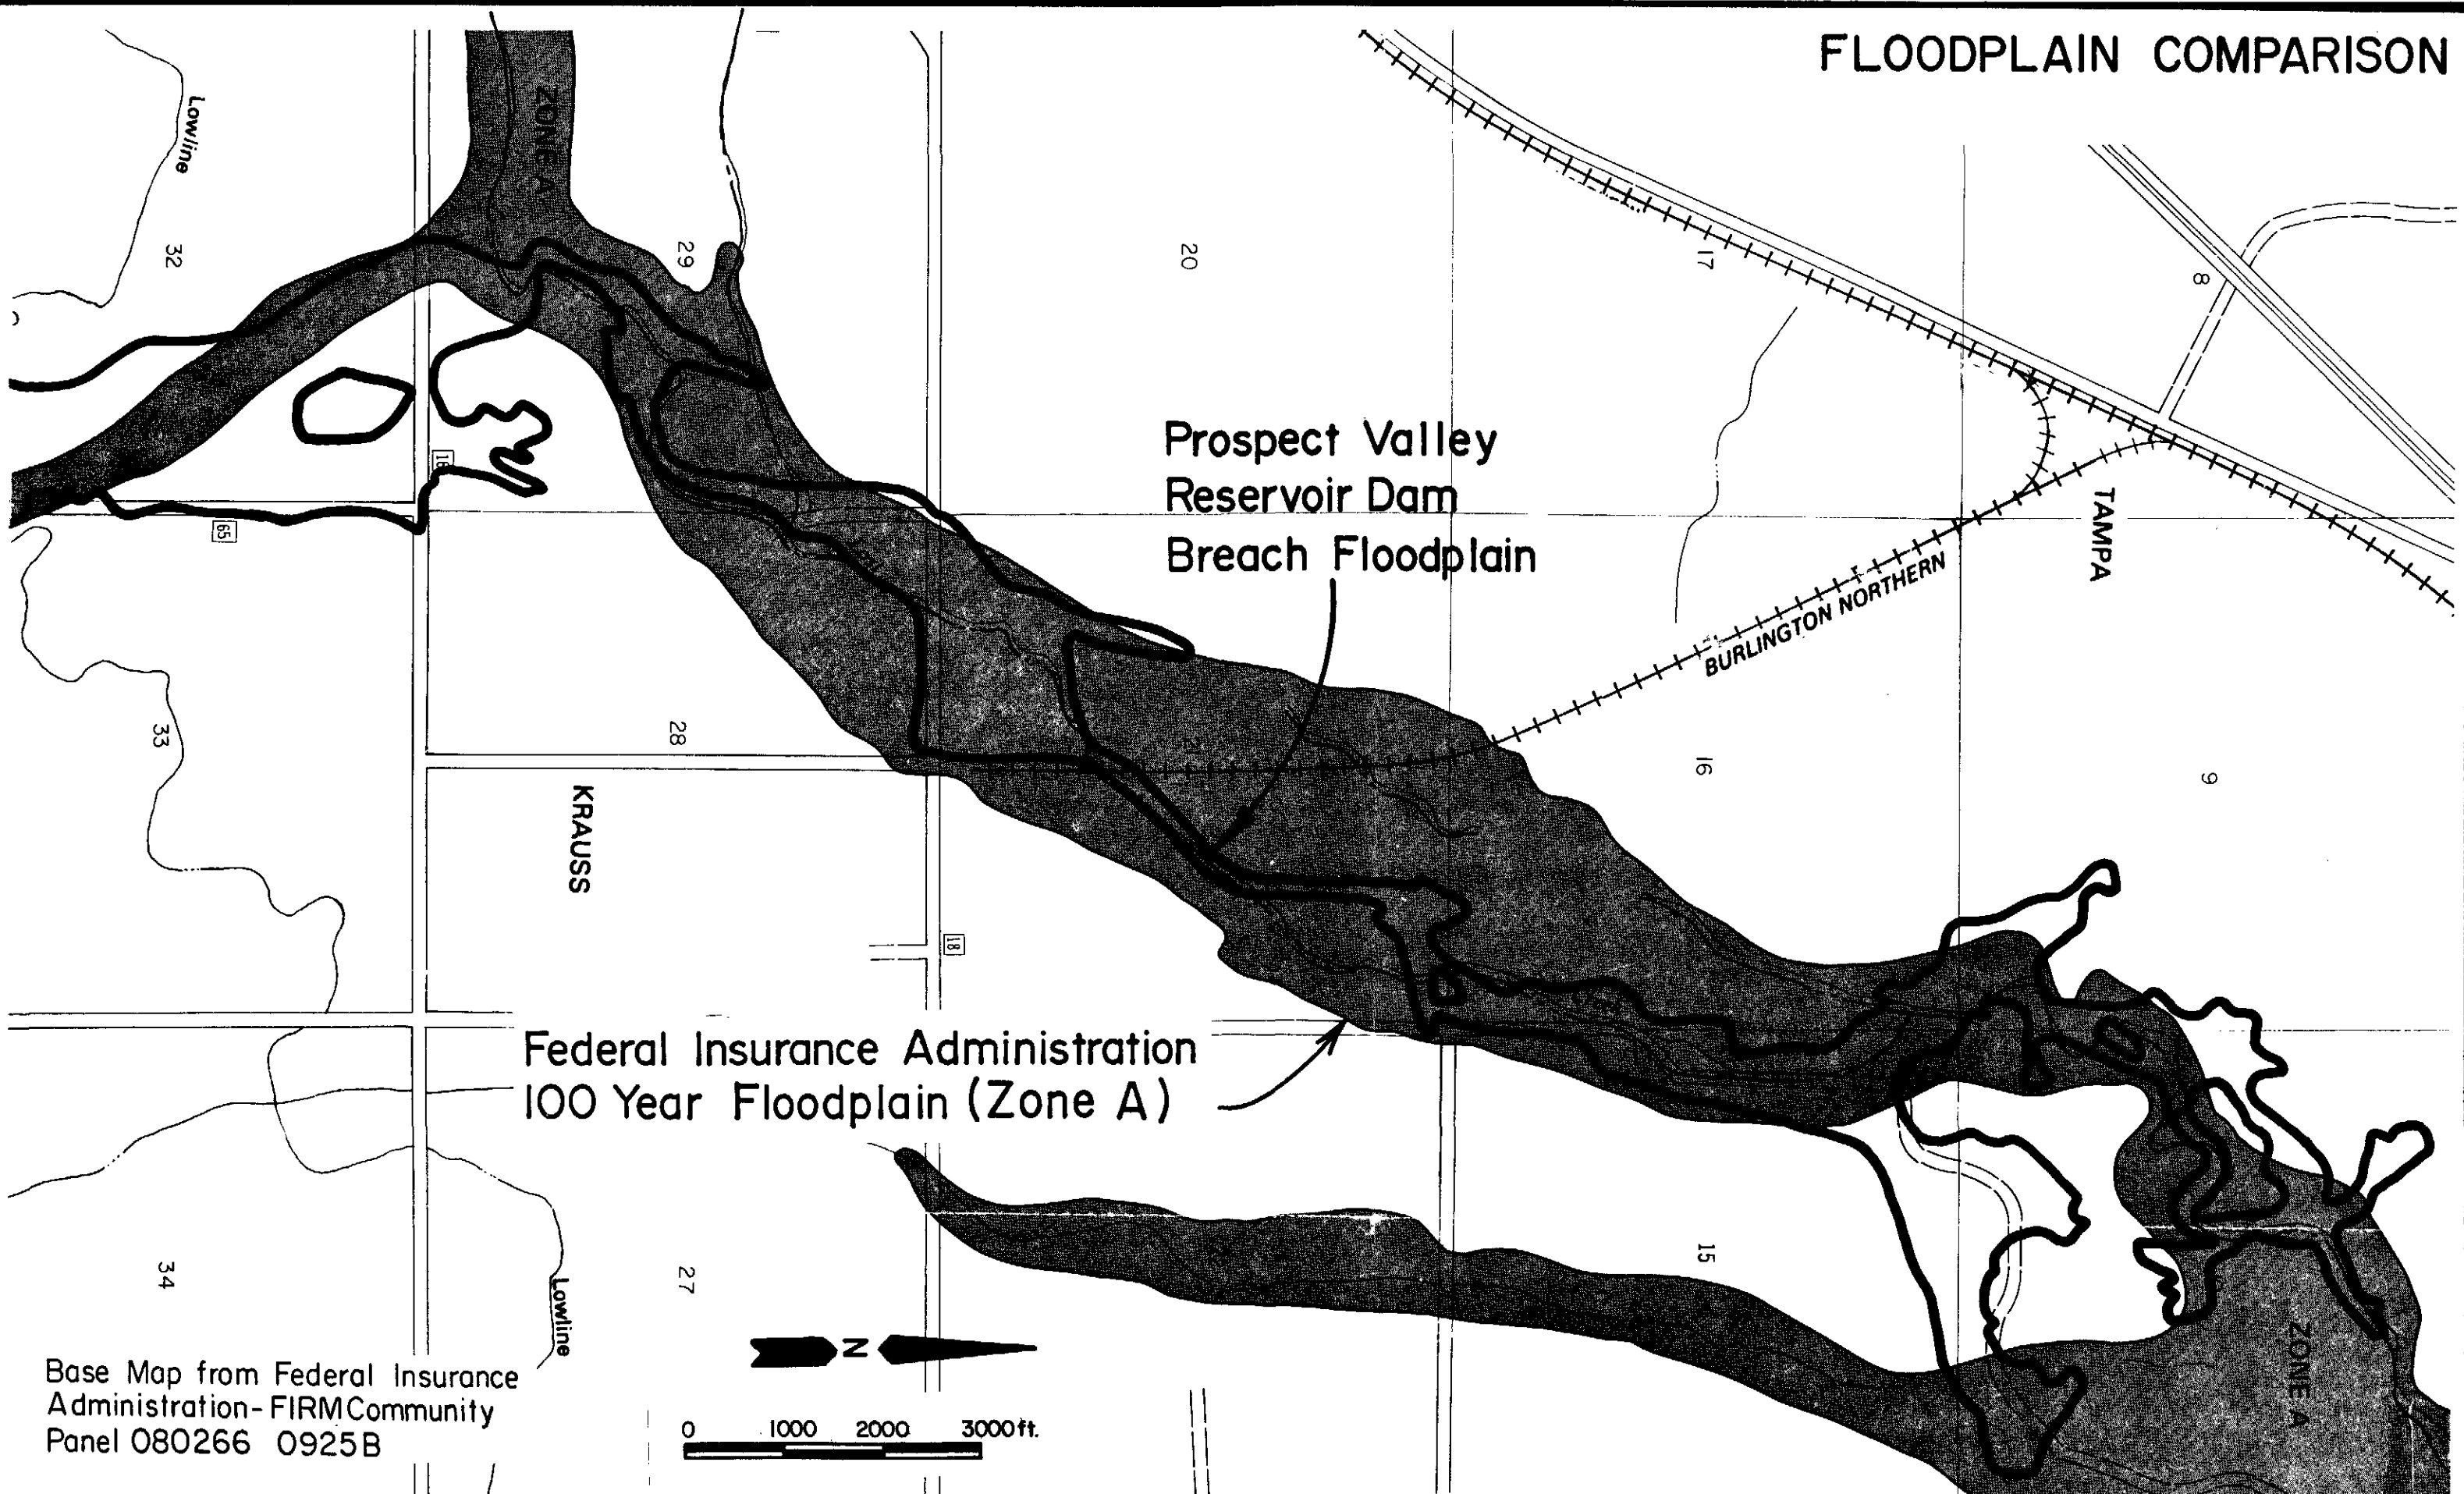 FLOODPLAIN COMPARISON
ZONE A
Lowline
32
29
20
17
8
Prospect Valley
Reservoir Dam
Breach Floodplain
TAMPA
BURLINGTON NORTHERN
16
65
33
28
21
16
9
KRAUSS
18
Federal Insurance Administration
100 Year Floodplain (Zone A)
34
Lowline
27
15
ZONE A
N
Base Map from Federal Insurance
Administration-FIRM Community
Panel 080266 0925B
0 1000 2000 3000 ft.